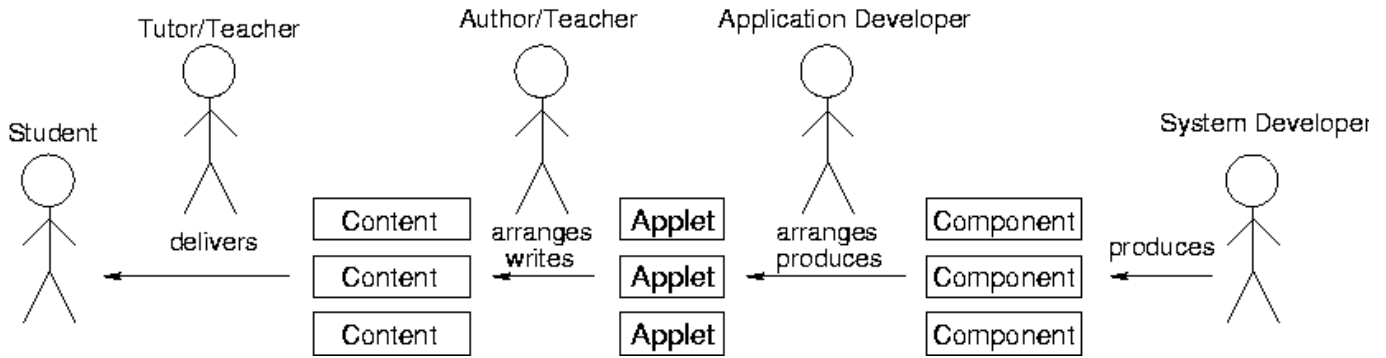 Tutor/Teacher
Author/Teacher
Application Developer
Student
System Developer
Content
Applet
Component
delivers
arranges
writes
arranges
produces
produces
Content
Applet
Component
Content
Applet
Component